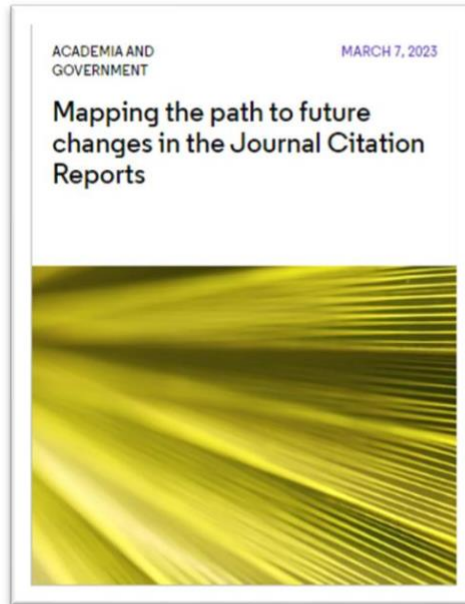 ACADEMIA AND
GOVERNMENT
MARCH 7, 2023
Mapping the path to future
changes in the Journal Citation
Reports